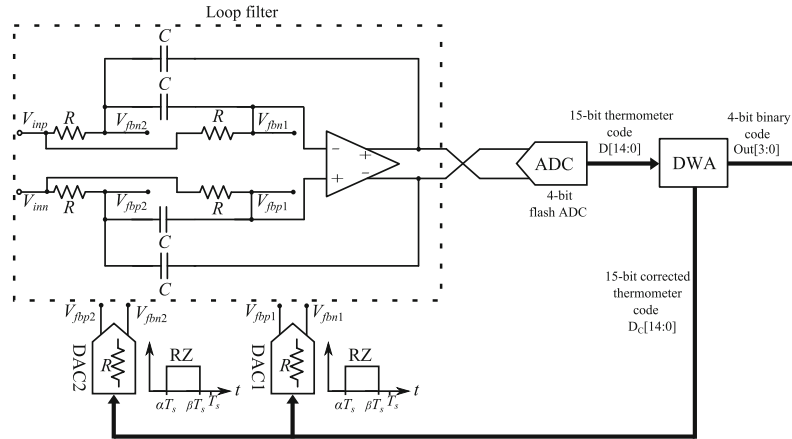 Loop filter
C
C
V_inp
R
V_fbn2
R
V_fbn1
V_inn
R
V_fbp2
R
V_fbp1
C
C
−
+
+
−
ADC
4-bit
flash ADC
15-bit thermometer
code
D[14:0]
DWA
4-bit binary
code
Out[3:0]
15-bit corrected
thermometer
code
D_C[14:0]
V_fbp2
V_fbn2
DAC2
R
RZ
αT_s
βT_s
T_s
t
V_fbp1
V_fbn1
DAC1
R
RZ
αT_s
βT_s
T_s
t